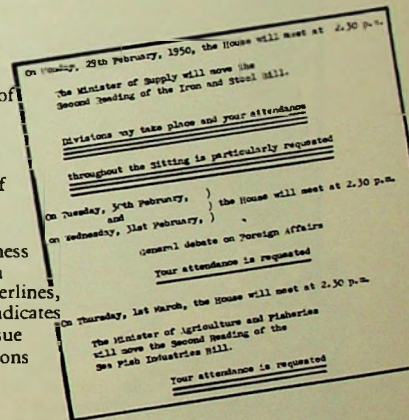 of
f
ness
n
erlines,
ndicates
sue
ons
On Monday, 29th February, 1950, the House will meet at 2.30 p.m.
The Minister of Supply will move the
Second Reading of the Iron and Steel Bill.
Divisions may take place and your attendance
throughout the Sitting is particularly requested
On Tuesday, 30th February, )
and ) the House will meet at 2.30 p.m.
On Wednesday, 31st February, )
General debate on Foreign Affairs
Your attendance is requested
On Thursday, 1st March, the House will meet at 2.30 p.m.
The Minister of Agriculture and Fisheries
will move the Second Reading of the
Sea Fish Industries Bill.
Your attendance is requested